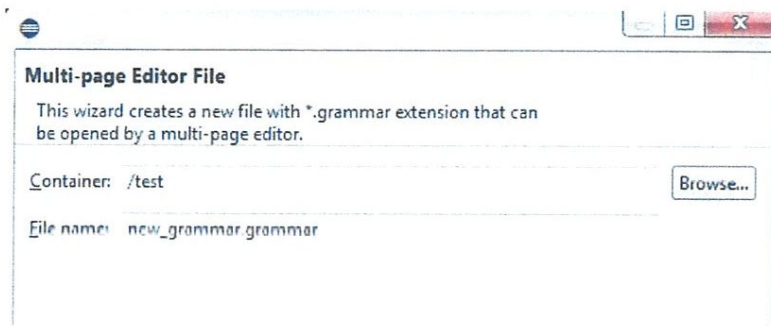 Multi-page Editor File
This wizard creates a new file with *.grammar extension that can
be opened by a multi-page editor.
Container: /test
Browse...
File name: new_grammar.grammar